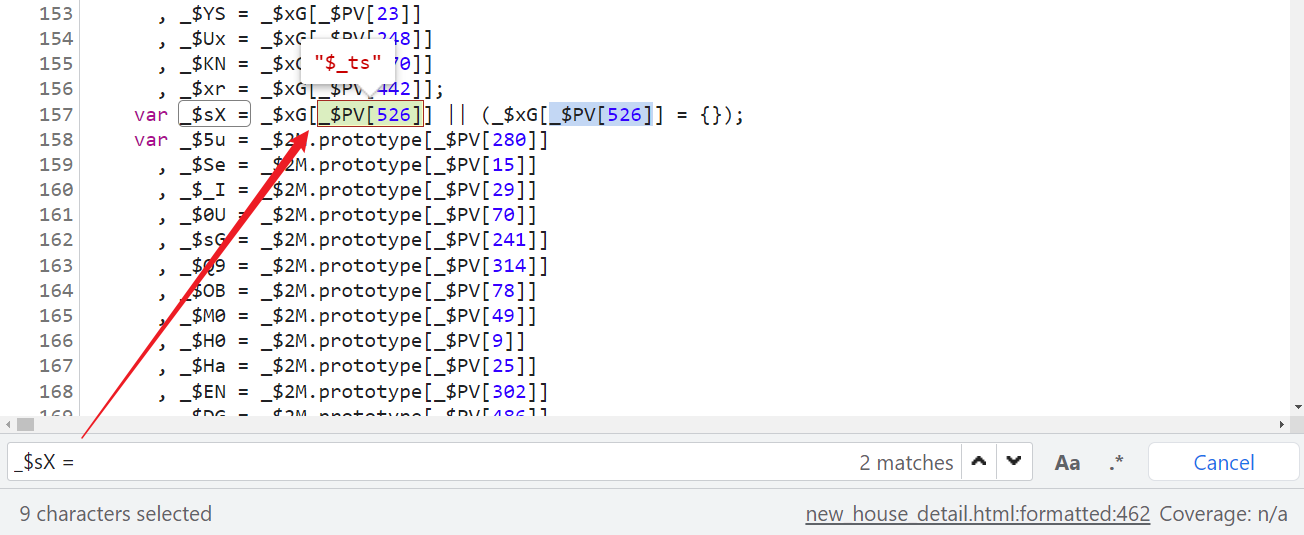 153 , _$YS = _$xG[_$PV[23]]
154 , _$Ux = _$xG[_$PV[248]]
"$_ts"
155 , _$KN = _$xG 70]]
156 , _$xr = _$xG[_$PV[442]];
157 var _$sX = _$xG[_$PV[526]] || (_$xG[_$PV[526]] = {});
158 var _$5u = _$2M.prototype[_$PV[280]]
159 , _$Se = _$2M.prototype[_$PV[15]]
160 , _$_I = _$2M.prototype[_$PV[29]]
161 , _$0U = _$2M.prototype[_$PV[70]]
162 , _$sG = _$2M.prototype[_$PV[241]]
163 , _$Q9 = _$2M.prototype[_$PV[314]]
164 , _$OB = _$2M.prototype[_$PV[78]]
165 , _$M0 = _$2M.prototype[_$PV[49]]
166 , _$H0 = _$2M.prototype[_$PV[9]]
167 , _$Ha = _$2M.prototype[_$PV[25]]
168 , _$EN = _$2M.prototype[_$PV[302]]
169 , _$DG = _$2M.prototype[_$PV[486]]
_$sX = 2 matches Aa .* Cancel
9 characters selected new_house_detail.html:formatted:462 Coverage: n/a